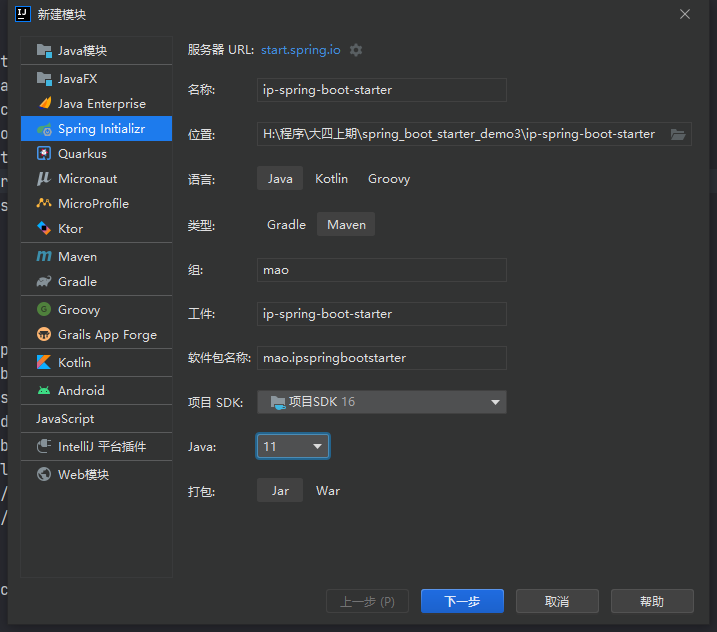 新建模块
Java模块
JavaFX
Java Enterprise
Spring Initializr
Quarkus
Micronaut
MicroProfile
Ktor
Maven
Gradle
Groovy
Grails App Forge
Kotlin
Android
JavaScript
IntelliJ 平台插件
Web模块
服务器 URL: start.spring.io
名称: ip-spring-boot-starter
位置: H:\程序\大四上期\spring_boot_starter_demo3\ip-spring-boot-starter
语言: Java Kotlin Groovy
类型: Gradle Maven
组: mao
工件: ip-spring-boot-starter
软件包名称: mao.ipspringbootstarter
项目 SDK: 项目SDK 16
Java: 11
打包: Jar War
上一步 (P) 下一步 取消 帮助
t
a
c
o
t
r
s
p
b
s
d
b
l
/
/
c